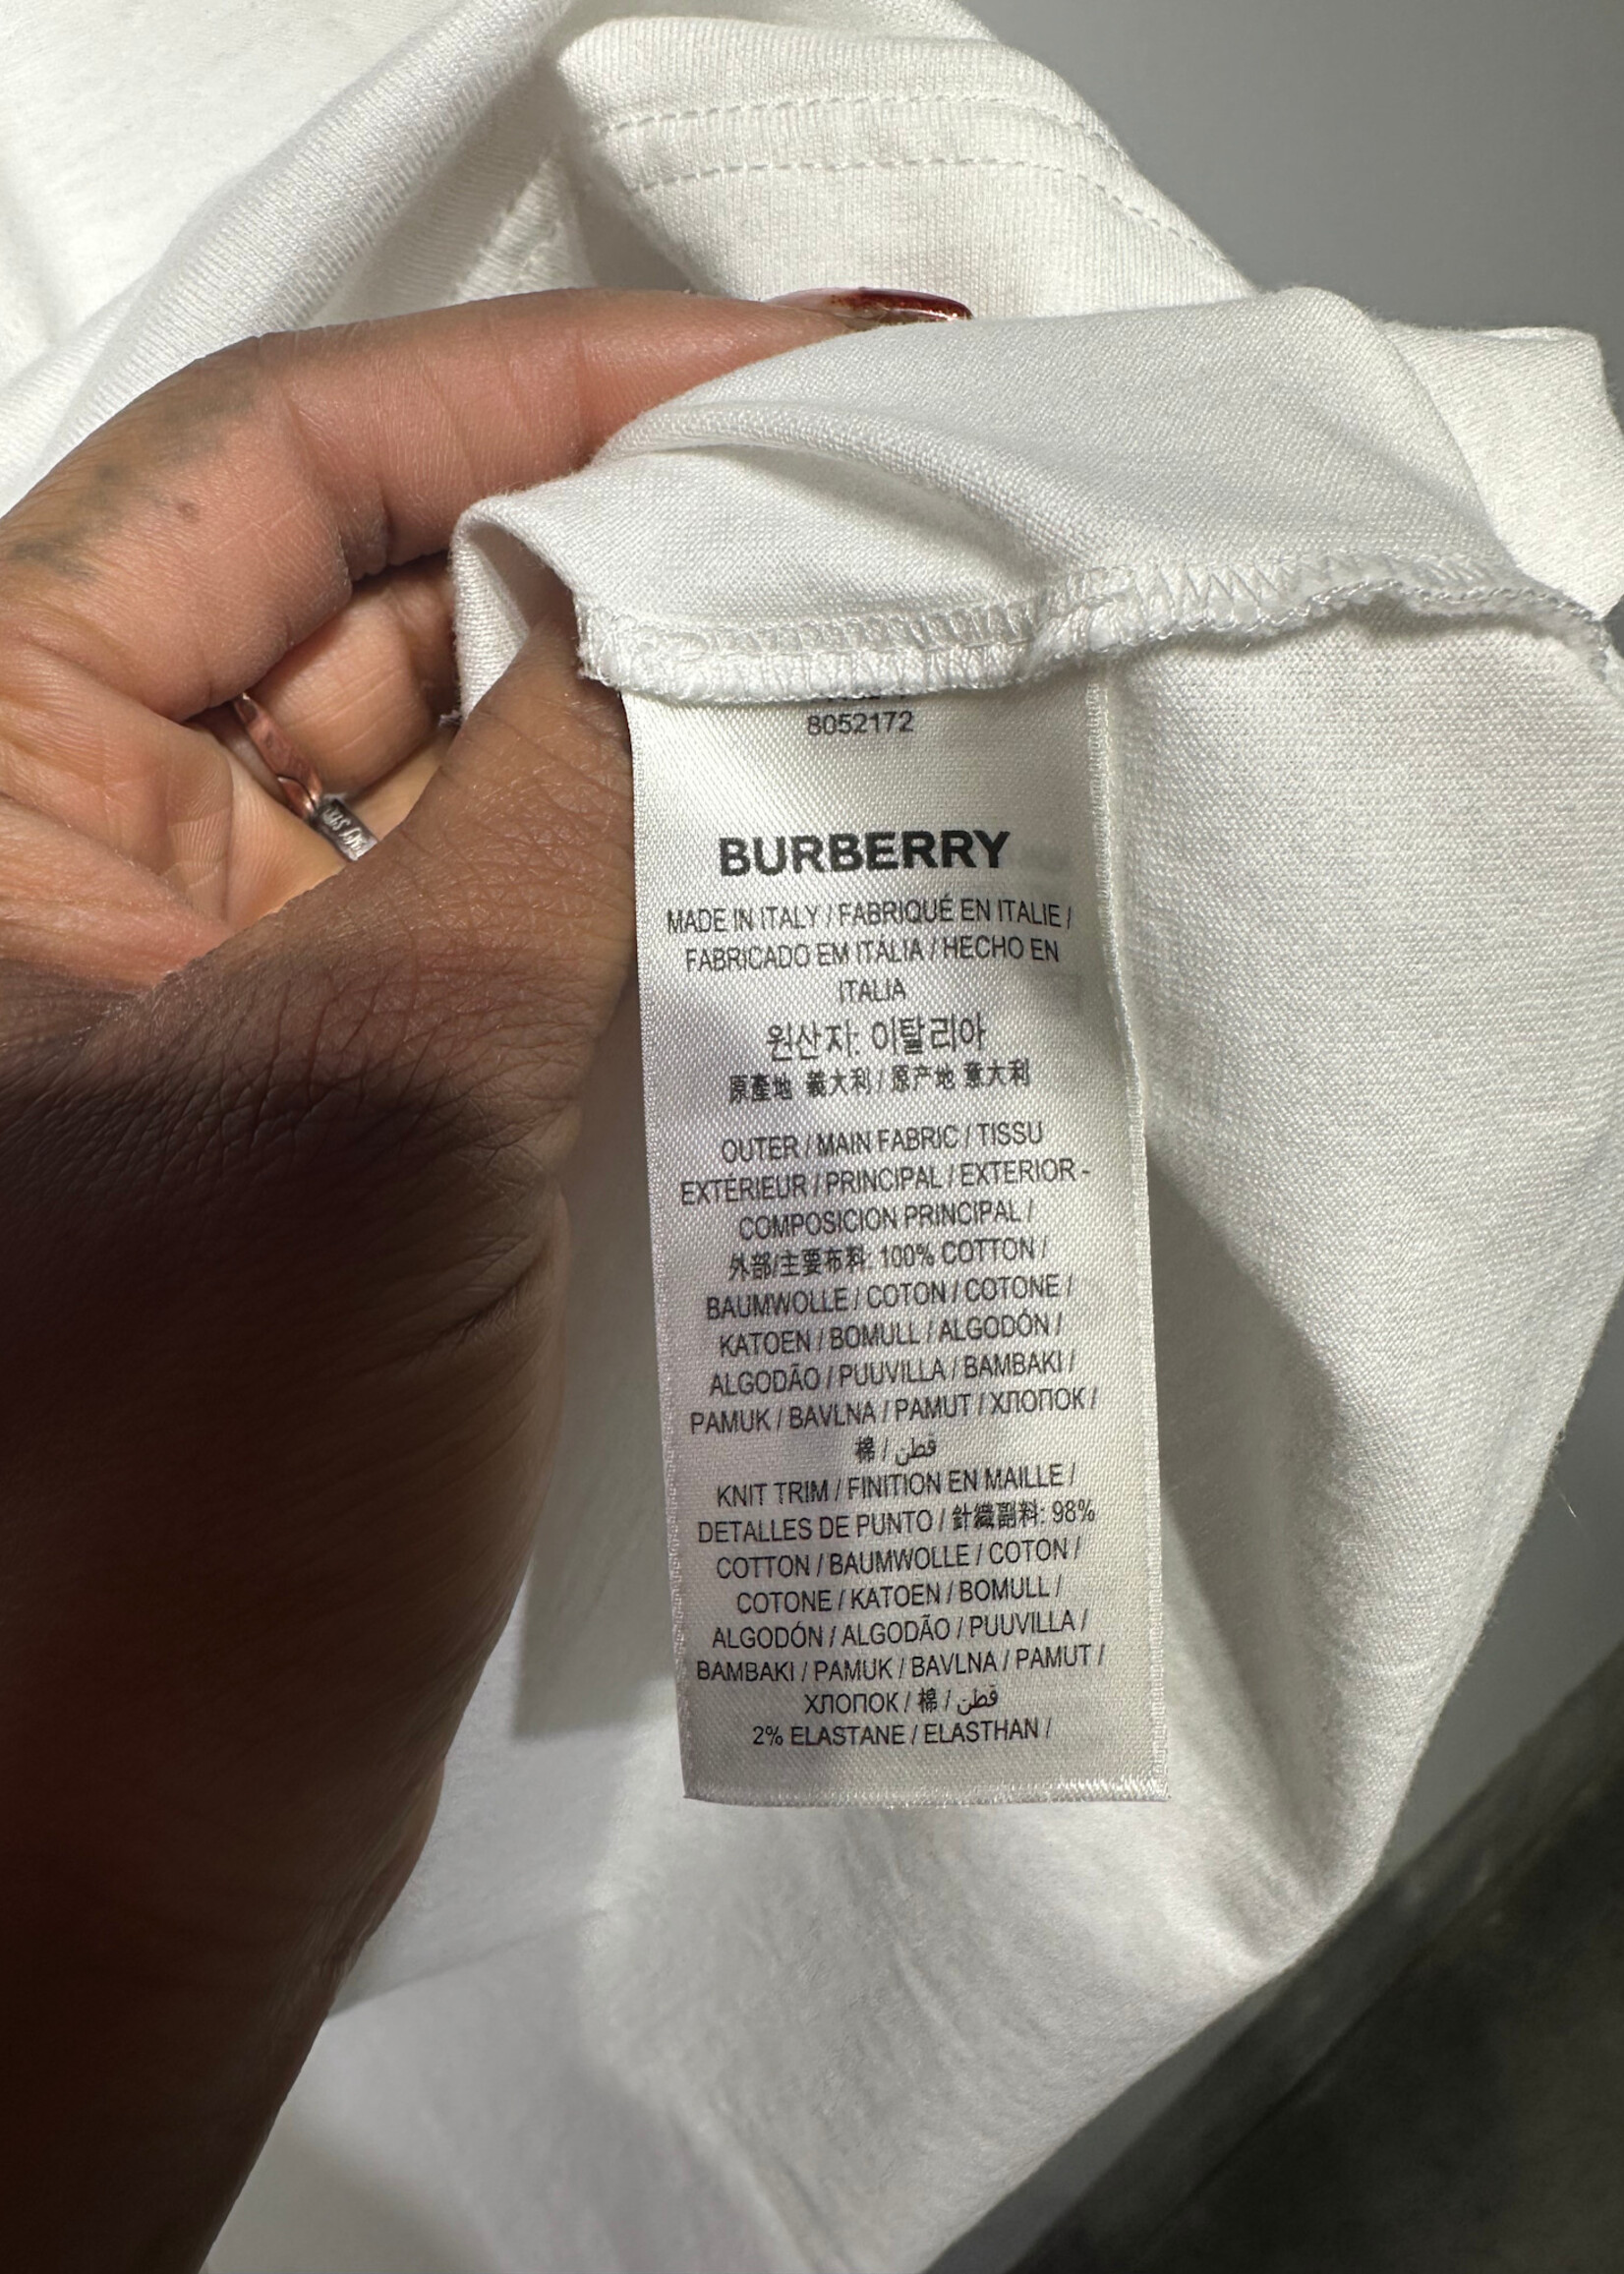 8052172
BURBERRY
MADE IN ITALY / FABRIQUÉ EN ITALIE /
FABRICADO EM ITÁLIA / HECHO EN
ITALIA
원산자: 이탈리아
原產地 義大利 / 原产地 意大利
OUTER / MAIN FABRIC / TISSU
EXTÉRIEUR / PRINCIPAL / EXTERIOR -
COMPOSICION PRINCIPAL /
外部/主要布料: 100% COTTON /
BAUMWOLLE / COTON / COTONE /
KATOEN / BOMULL / ALGODÓN /
ALGODÃO / PUUVILLA / BAMBAKI /
PAMUK / BAVLNA / PAMUT / ХЛОПОК /
棉 / قطن
KNIT TRIM / FINITION EN MAILLE /
DETALLES DE PUNTO / 針織副料: 98%
COTTON / BAUMWOLLE / COTON /
COTONE / KATOEN / BOMULL /
ALGODÓN / ALGODÃO / PUUVILLA /
BAMBAKI / PAMUK / BAVLNA / PAMUT /
ХЛОПОК / 棉 / قطن
2% ELASTANE / ELASTHAN /